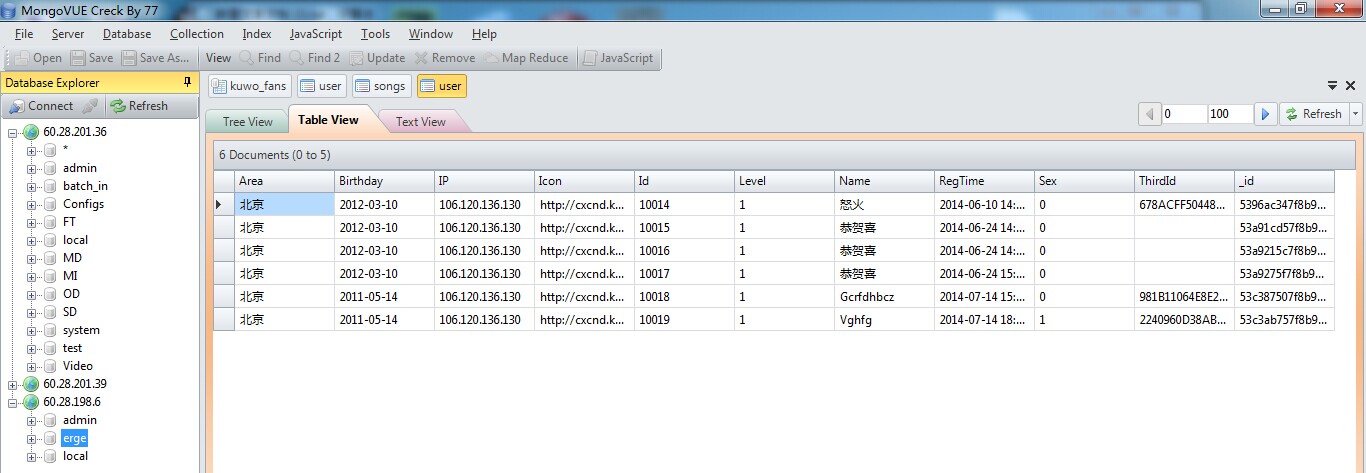 MongoVUE Creck By 77
File Server Database Collection Index JavaScript Tools Window Help
Open Save Save As... View Find Find 2 Update Remove Map Reduce JavaScript
Database Explorer
Connect Refresh
60.28.201.36
*
admin
batch_in
Configs
FT
local
MD
MI
OD
SD
system
test
Video
60.28.201.39
60.28.198.6
admin
erge
local
kuwo_fans user songs user
Tree View Table View Text View
0 100 Refresh
6 Documents (0 to 5)
Area Birthday IP Icon Id Level Name RegTime Sex ThirdId _id
北京 2012-03-10 106.120.136.130 http://cxcnd.k... 10014 1 怒火 2014-06-10 14:... 0 678ACFF50448... 5396ac347f8b9...
北京 2012-03-10 106.120.136.130 http://cxcnd.k... 10015 1 恭贺喜 2014-06-24 14:... 0 53a91cd57f8b9...
北京 2012-03-10 106.120.136.130 http://cxcnd.k... 10016 1 恭贺喜 2014-06-24 14:... 0 53a9215c7f8b9...
北京 2012-03-10 106.120.136.130 http://cxcnd.k... 10017 1 恭贺喜 2014-06-24 15:... 0 53a9275f7f8b9...
北京 2011-05-14 106.120.136.130 http://cxcnd.k... 10018 1 Gcrfdhbcz 2014-07-14 15:... 0 981B11064E8E2... 53c387507f8b9...
北京 2011-05-14 106.120.136.130 http://cxcnd.k... 10019 1 Vghfg 2014-07-14 18:... 1 2240960D38AB... 53c3ab757f8b9...